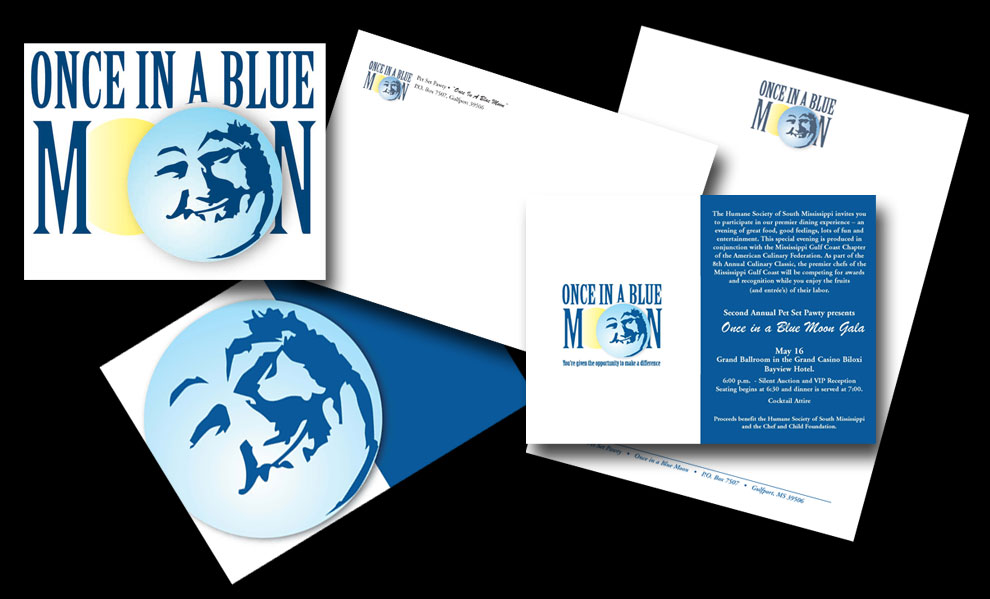 ONCE IN A BLUE
MOON
ONCE IN A BLUE
MOON
Pet Set Pawty • "Once In A Blue Moon"
P.O. Box 7507, Gulfport 39506
ONCE IN A BLUE
MOON
ONCE IN A BLUE
MOON
You're given the opportunity to make a difference
The Humane Society of South Mississippi invites you
to participate in our premier dining experience – an
evening of great food, good feelings, lots of fun and
entertainment. This special evening is produced in
conjunction with the Mississippi Gulf Coast Chapter
of the American Culinary Federation. As part of the
8th Annual Culinary Classic, the premier chefs of the
Mississippi Gulf Coast will be competing for awards
and recognition while you enjoy the fruits
(and entrée's) of their labor.
Second Annual Pet Set Pawty presents
Once in a Blue Moon Gala
May 16
Grand Ballroom in the Grand Casino Biloxi
Bayview Hotel.
6:00 p.m. - Silent Auction and VIP Reception
Seating begins at 6:30 and dinner is served at 7:00.
Cocktail Attire
Proceeds benefit the Humane Society of South Mississippi
and the Chef and Child Foundation.
Set Pawty • Once in a Blue Moon • P.O. Box 7507 • Gulfport, MS 39506